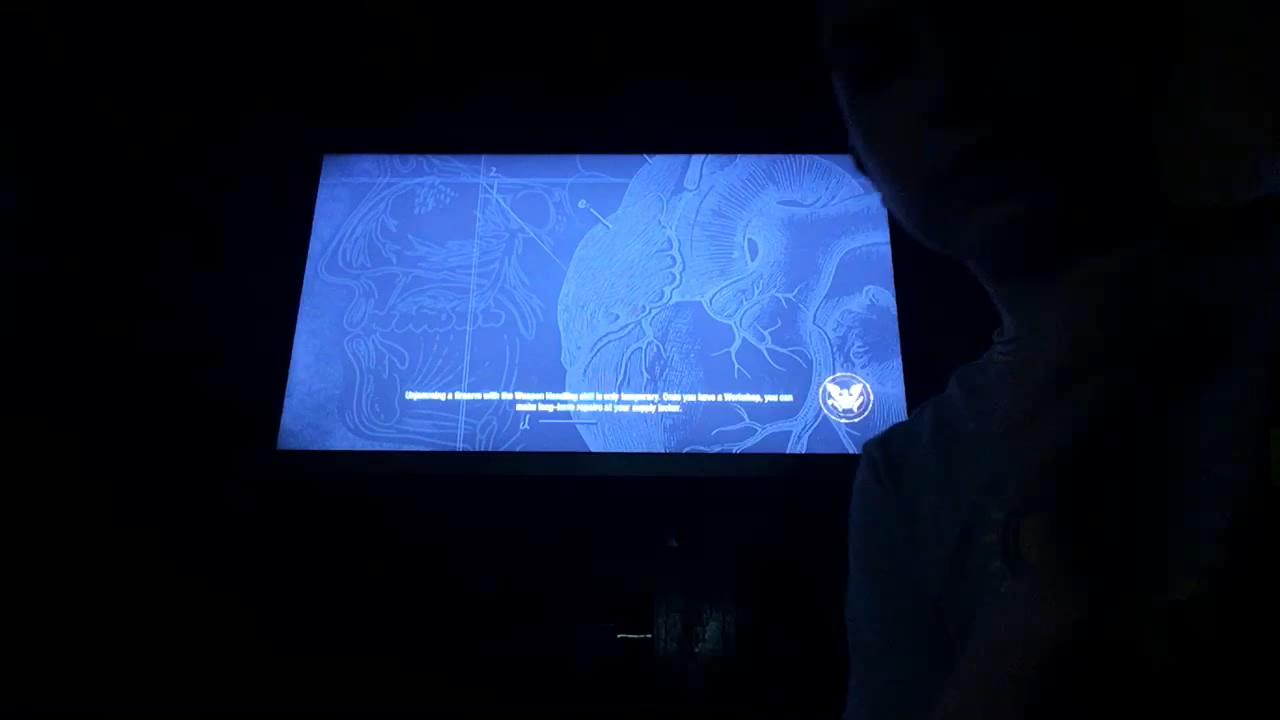 2
e
Unjamming a firearm with the Weapon Handling skill is only temporary. Once you have a Workshop, you can
make long-term repairs at your supply locker.
d